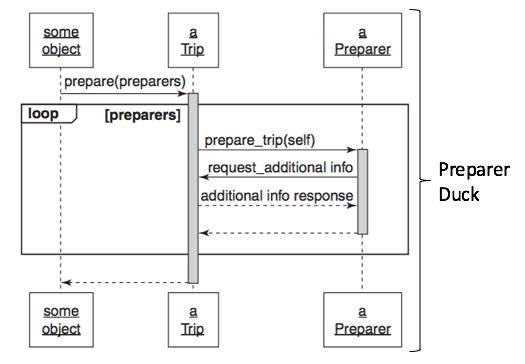 some
object
a
Trip
a
Preparer
prepare(preparers)
loop
[preparers]
prepare_trip(self)
request_additional info
additional info response
Preparer
Duck
some
object
a
Trip
a
Preparer